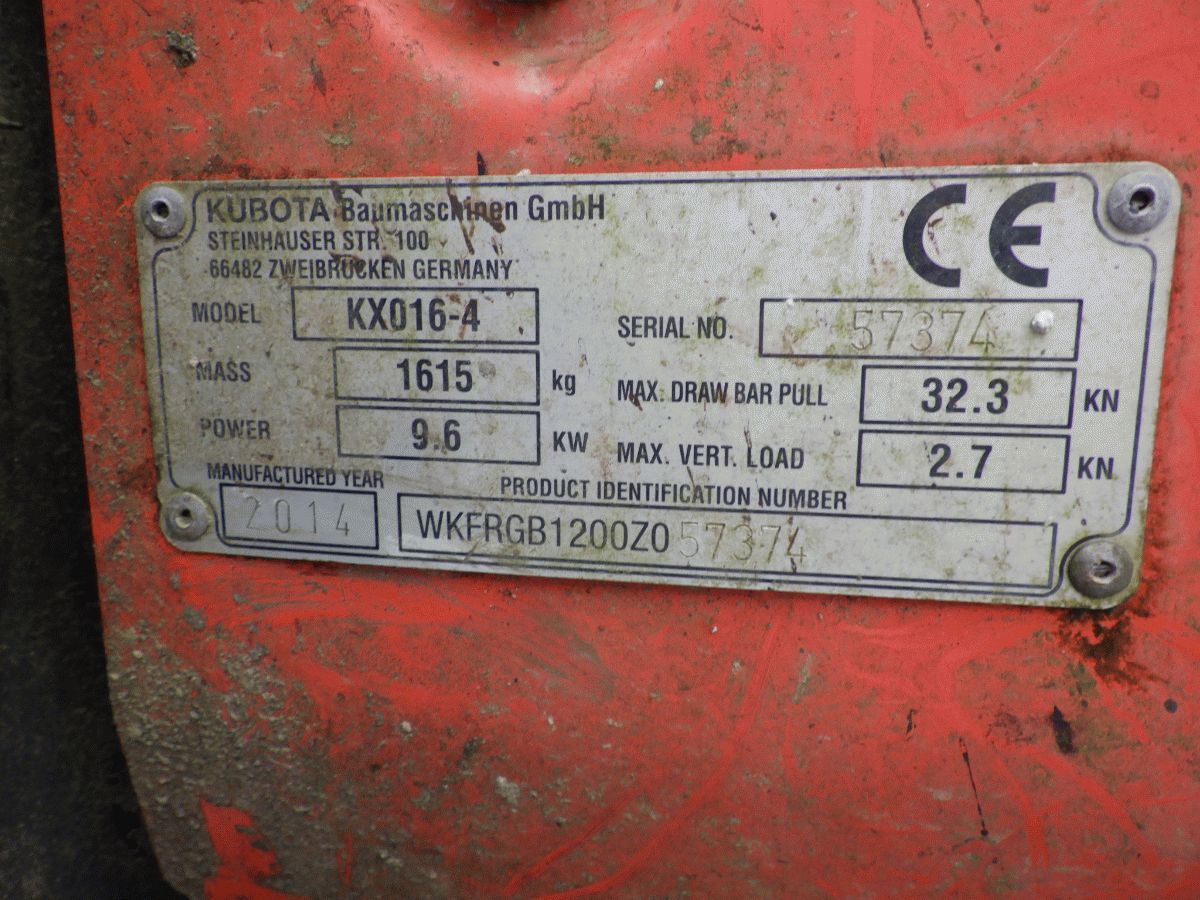 KUBOTA Baumaschinen GmbH
STEINHAUSER STR. 100
66482 ZWEIBRUCKEN GERMANY
CE
MODEL KX016-4
SERIAL NO. 57374
MASS 1615 kg
MAX. DRAW BAR PULL 32.3 KN
POWER 9.6 KW
MAX. VERT. LOAD 2.7 KN
MANUFACTURED YEAR
2014
PRODUCT IDENTIFICATION NUMBER
WKFRGB1200Z057374